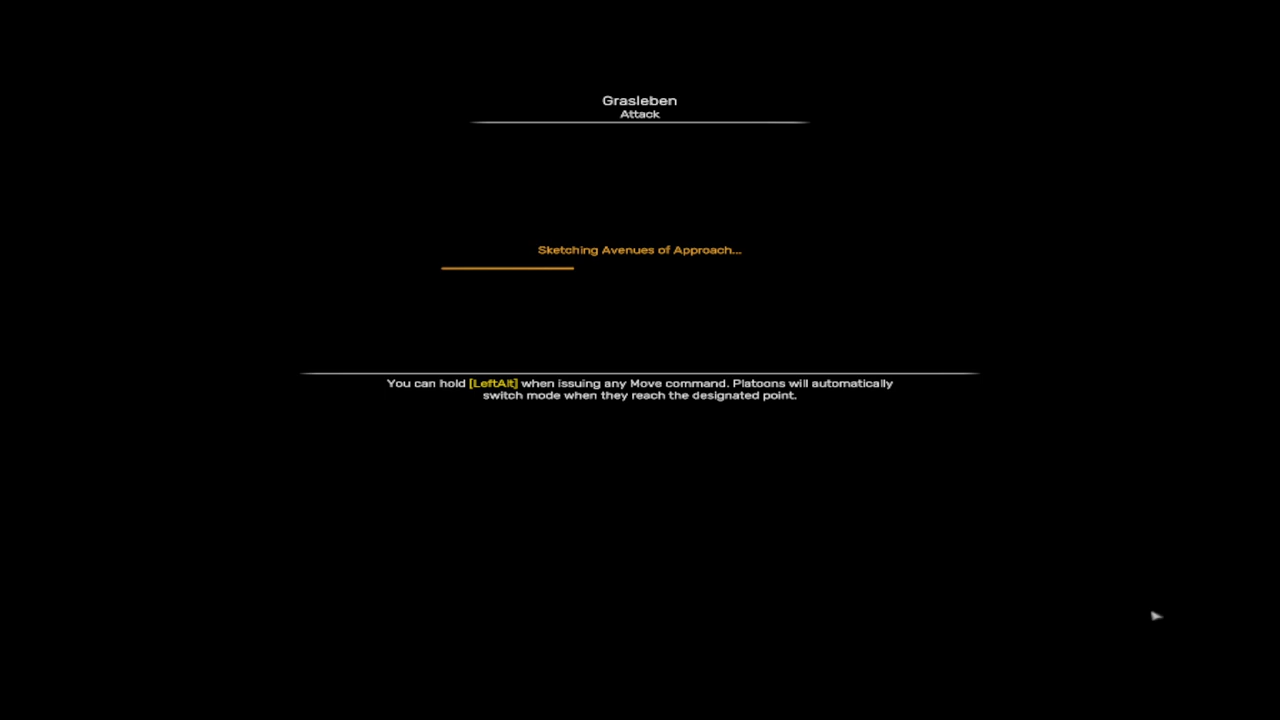 Grasleben
Attack
Sketching Avenues of Approach...
You can hold [LeftAlt] when issuing any Move command. Platoons will automatically
switch mode when they reach the designated point.